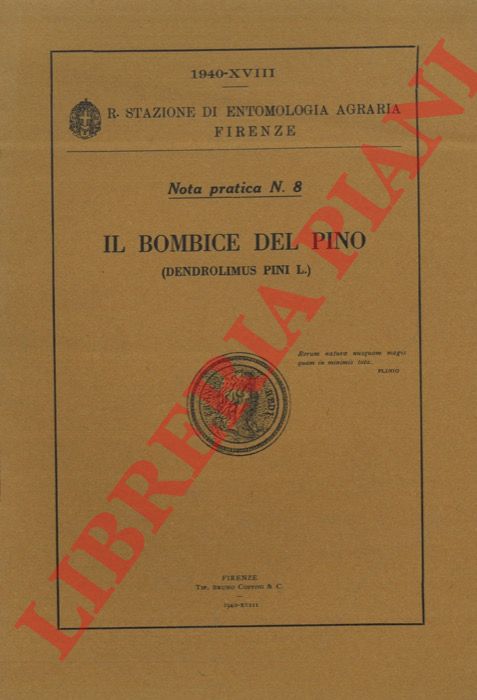 1940-XVIII
R. STAZIONE DI ENTOMOLOGIA AGRARIA
FIRENZE
Nota pratica N. 8
IL BOMBICE DEL PINO
(DENDROLIMUS PINI L.)
Rerum natura nusquam magis
quam in minimis tota.
PLINIO
REDI
FIRENZE
TIP. BRUNO COPPINI & C.
1940-XVIII
LIBRERIA PIANI